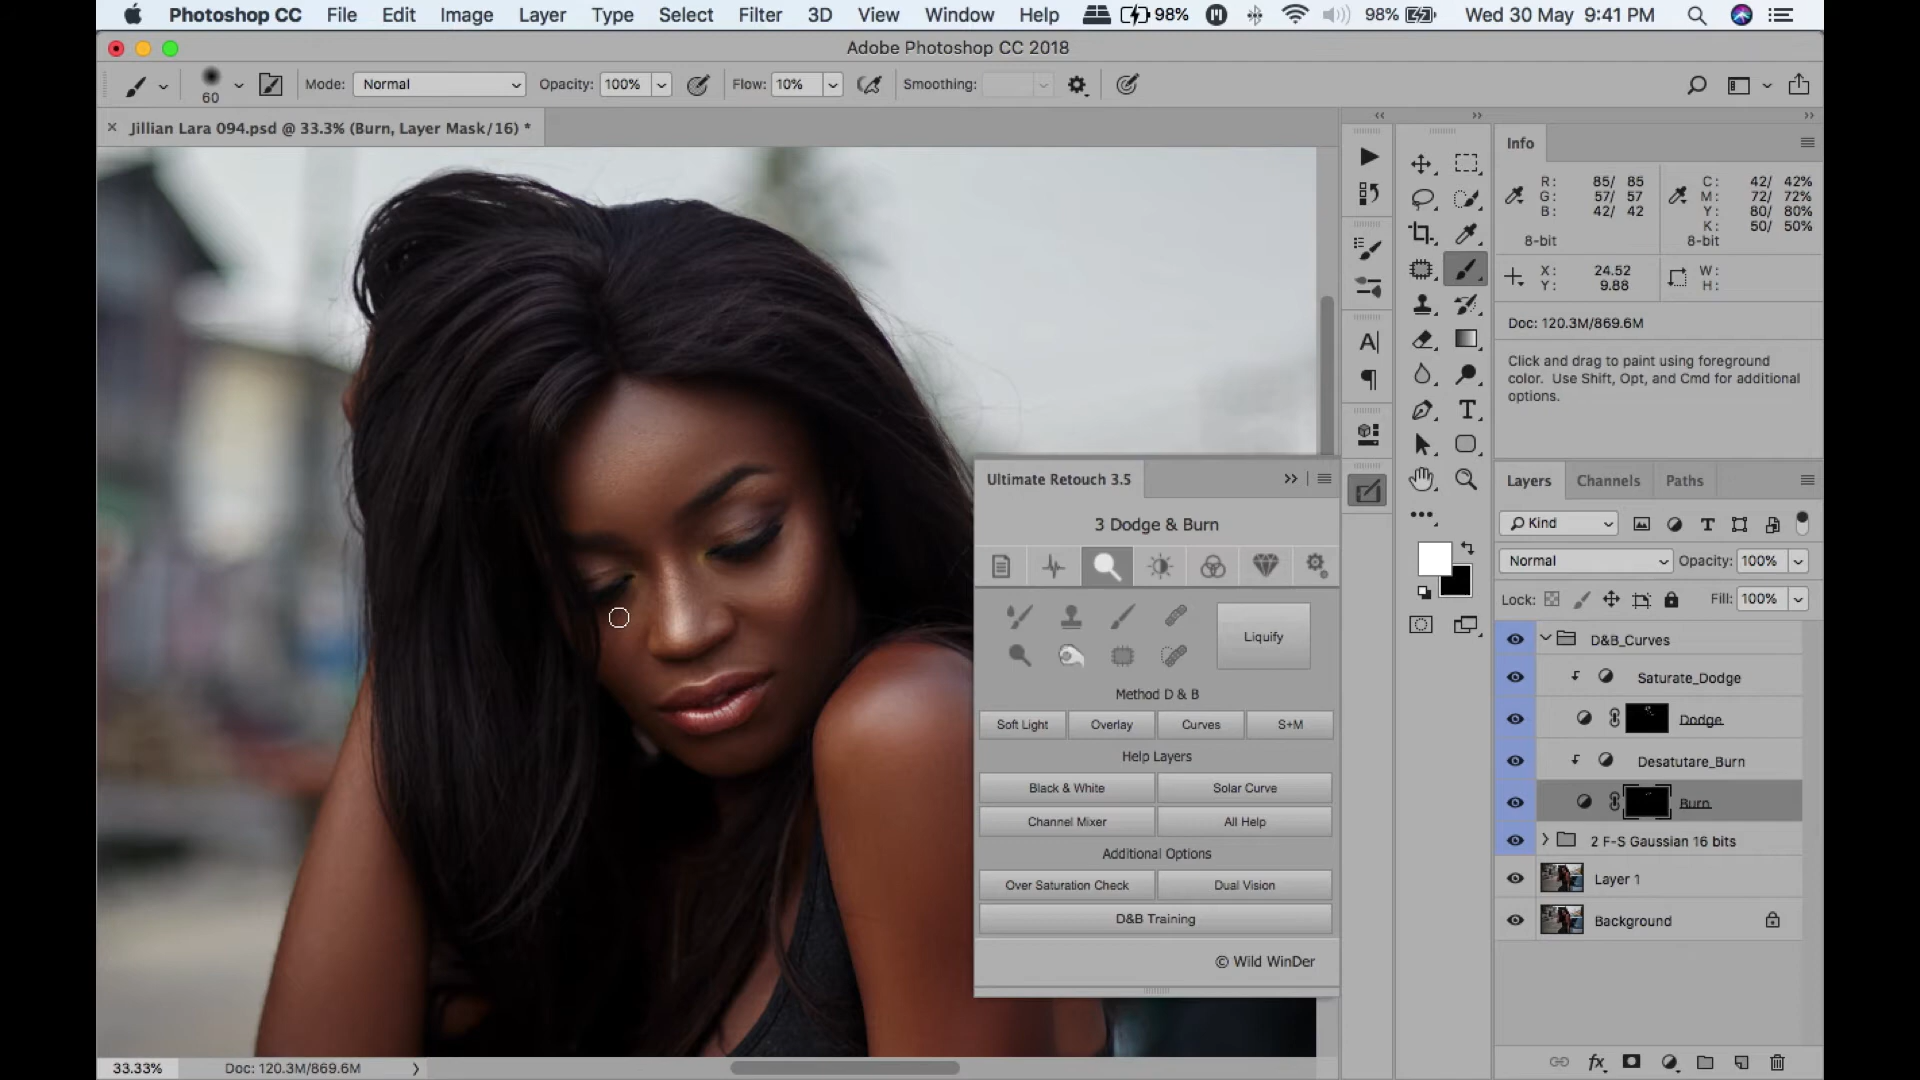 Photoshop CC File Edit Image Layer Type Select Filter 3D View Window Help 98% 98% Wed 30 May 9:41 PM
Adobe Photoshop CC 2018
60 Mode: Normal Opacity: 100% Flow: 10% Smoothing:
× Jillian Lara 094.psd @ 33.3% (Burn, Layer Mask/16) *
Info
R: 85/ 85
G: 57/ 57
B: 42/ 42
8-bit
C: 42/ 42%
M: 72/ 72%
Y: 80/ 80%
K: 50/ 50%
8-bit
X: 24.52
Y: 9.88
W:
H:
Doc: 120.3M/869.6M
Click and drag to paint using foreground
color. Use Shift, Opt, and Cmd for additional
options.
Ultimate Retouch 3.5
3 Dodge & Burn
Liquify
Method D & B
Soft Light Overlay Curves S+M
Help Layers
Black & White Solar Curve
Channel Mixer All Help
Additional Options
Over Saturation Check Dual Vision
D&B Training
© Wild WinDer
Layers Channels Paths
Kind
Normal Opacity: 100%
Lock: Fill: 100%
D&B_Curves
Saturate_Dodge
Dodge
Desatutare_Burn
Burn
2 F-S Gaussian 16 bits
Layer 1
Background
fx
33.33% Doc: 120.3M/869.6M